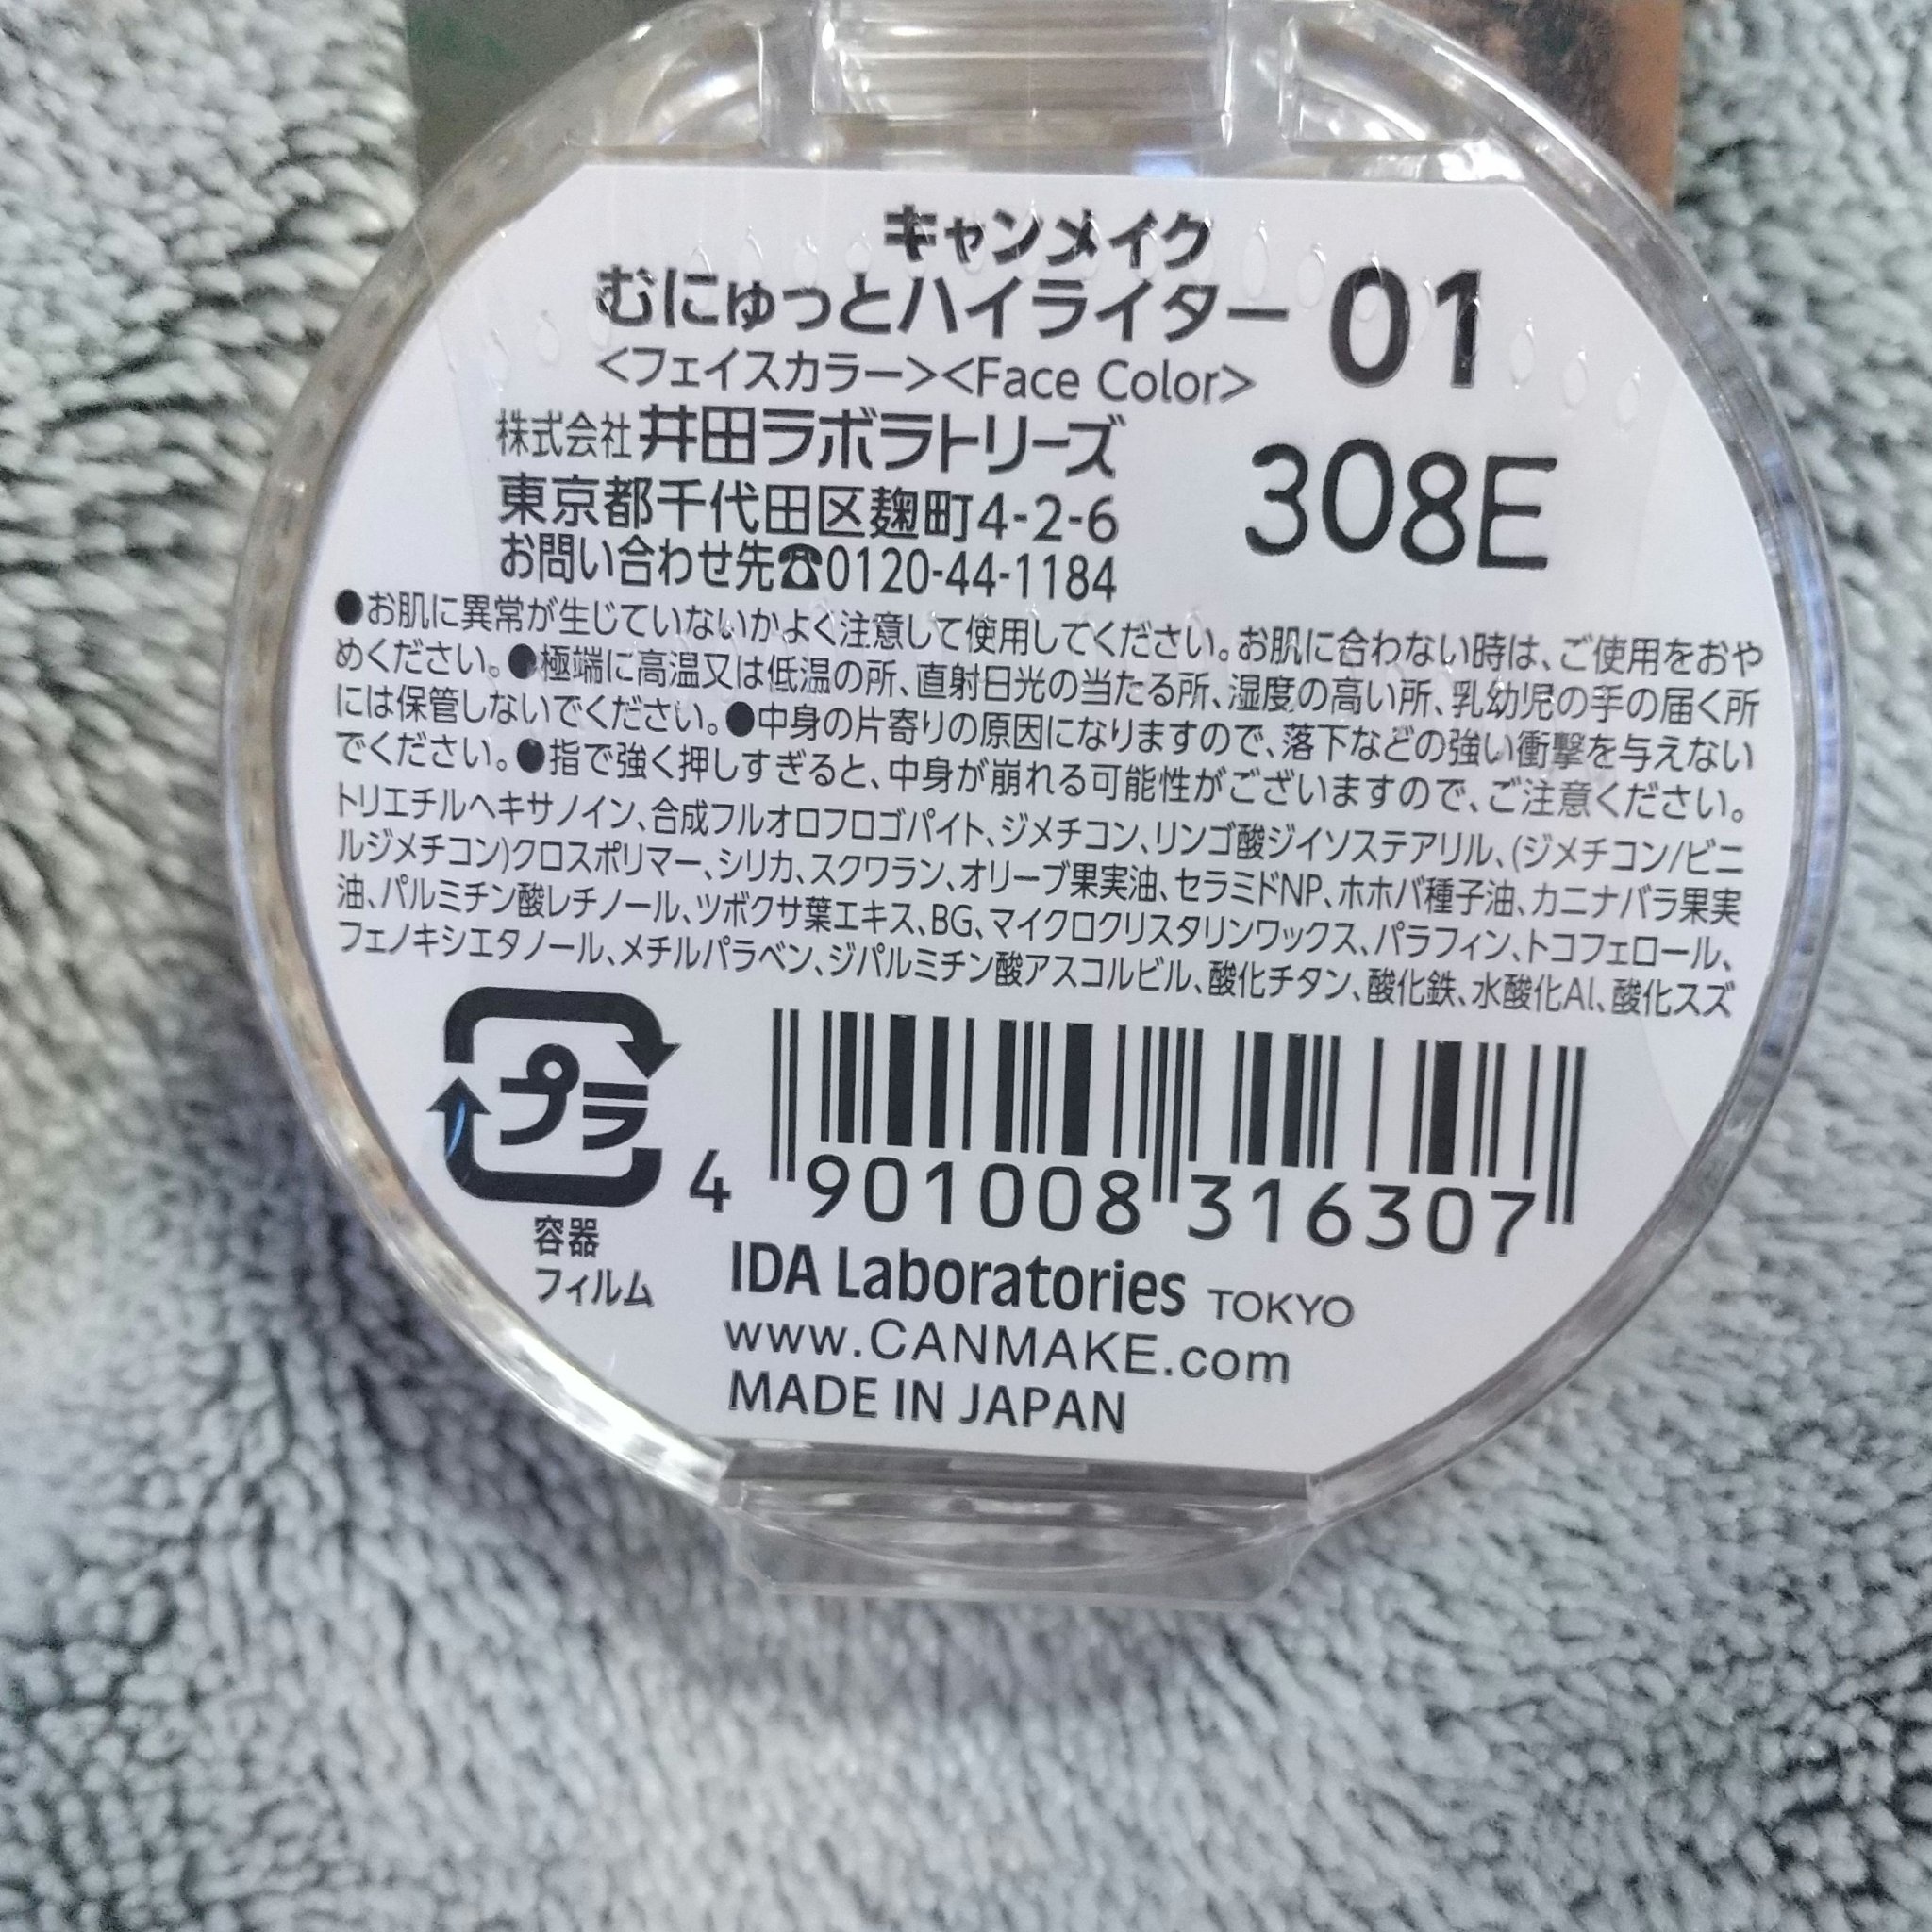 キャンメイク
むにゅっとハイライター 01
<フェイスカラー><Face Color>
株式会社 井田ラボラトリーズ
308E
東京都千代田区麹町4-2-6
お問い合わせ先☎0120-44-1184
●お肌に異常が生じていないかよく注意して使用してください。お肌に合わない時は、ご使用をおや
めください。●極端に高温又は低温の所、直射日光の当たる所、湿度の高い所、乳幼児の手の届く所
には保管しないでください。●中身の片寄りの原因になりますので、落下などの強い衝撃を与えない
でください。●指で強く押しすぎると、中身が崩れる可能性がございますので、ご注意ください。
トリエチルヘキサノイン、合成フルオロフロゴパイト、ジメチコン、リンゴ酸ジイソステアリル、(ジメチコン/ビニ
ルジメチコン)クロスポリマー、シリカ、スクワラン、オリーブ果実油、セラミドNP、ホホバ種子油、カニナバラ果実
油、パルミチン酸レチノール、ツボクサ葉エキス、BG、マイクロクリスタリンワックス、パラフィン、トコフェロール、
フェノキシエタノール、メチルパラベン、ジパルミチン酸アスコルビル、酸化チタン、酸化鉄、水酸化Al、酸化スズ
プラ
容器
フィルム
4 901008 316307
IDA Laboratories TOKYO
www.CANMAKE.com
MADE IN JAPAN